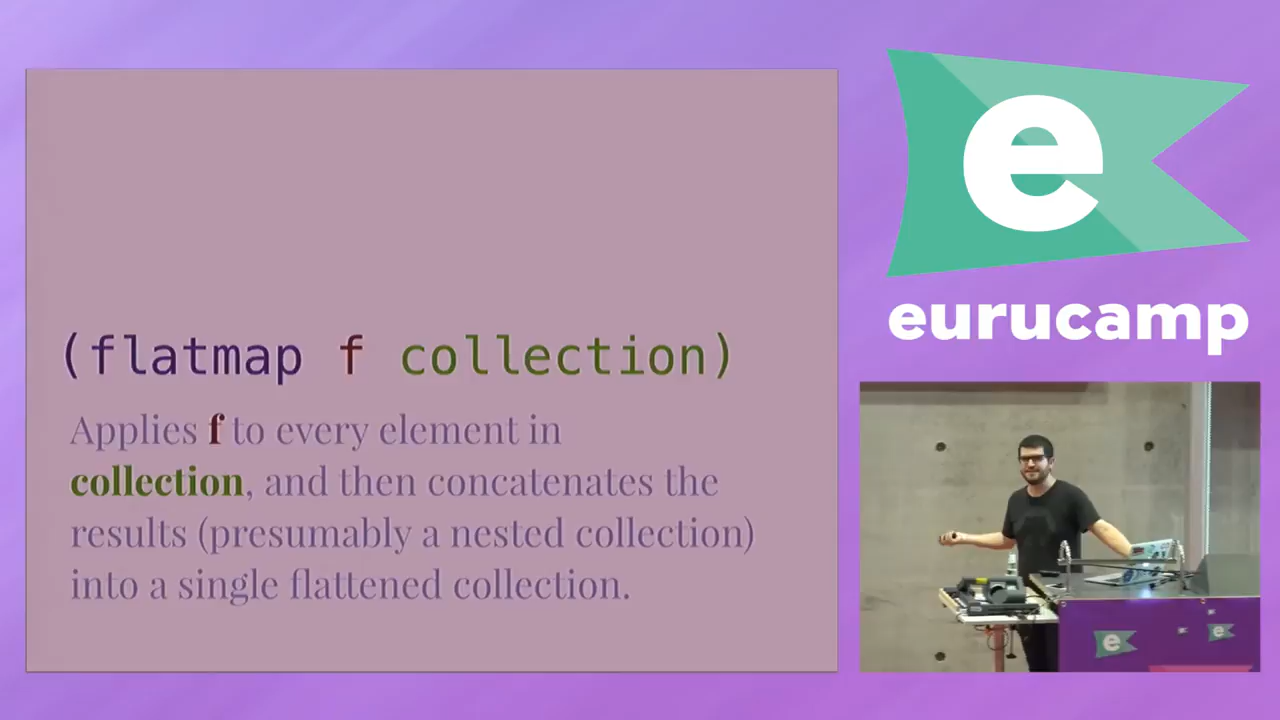 (flatmap f collection)
Applies f to every element in
collection, and then concatenates the
results (presumably a nested collection)
into a single flattened collection.
e
eurucamp
e
e